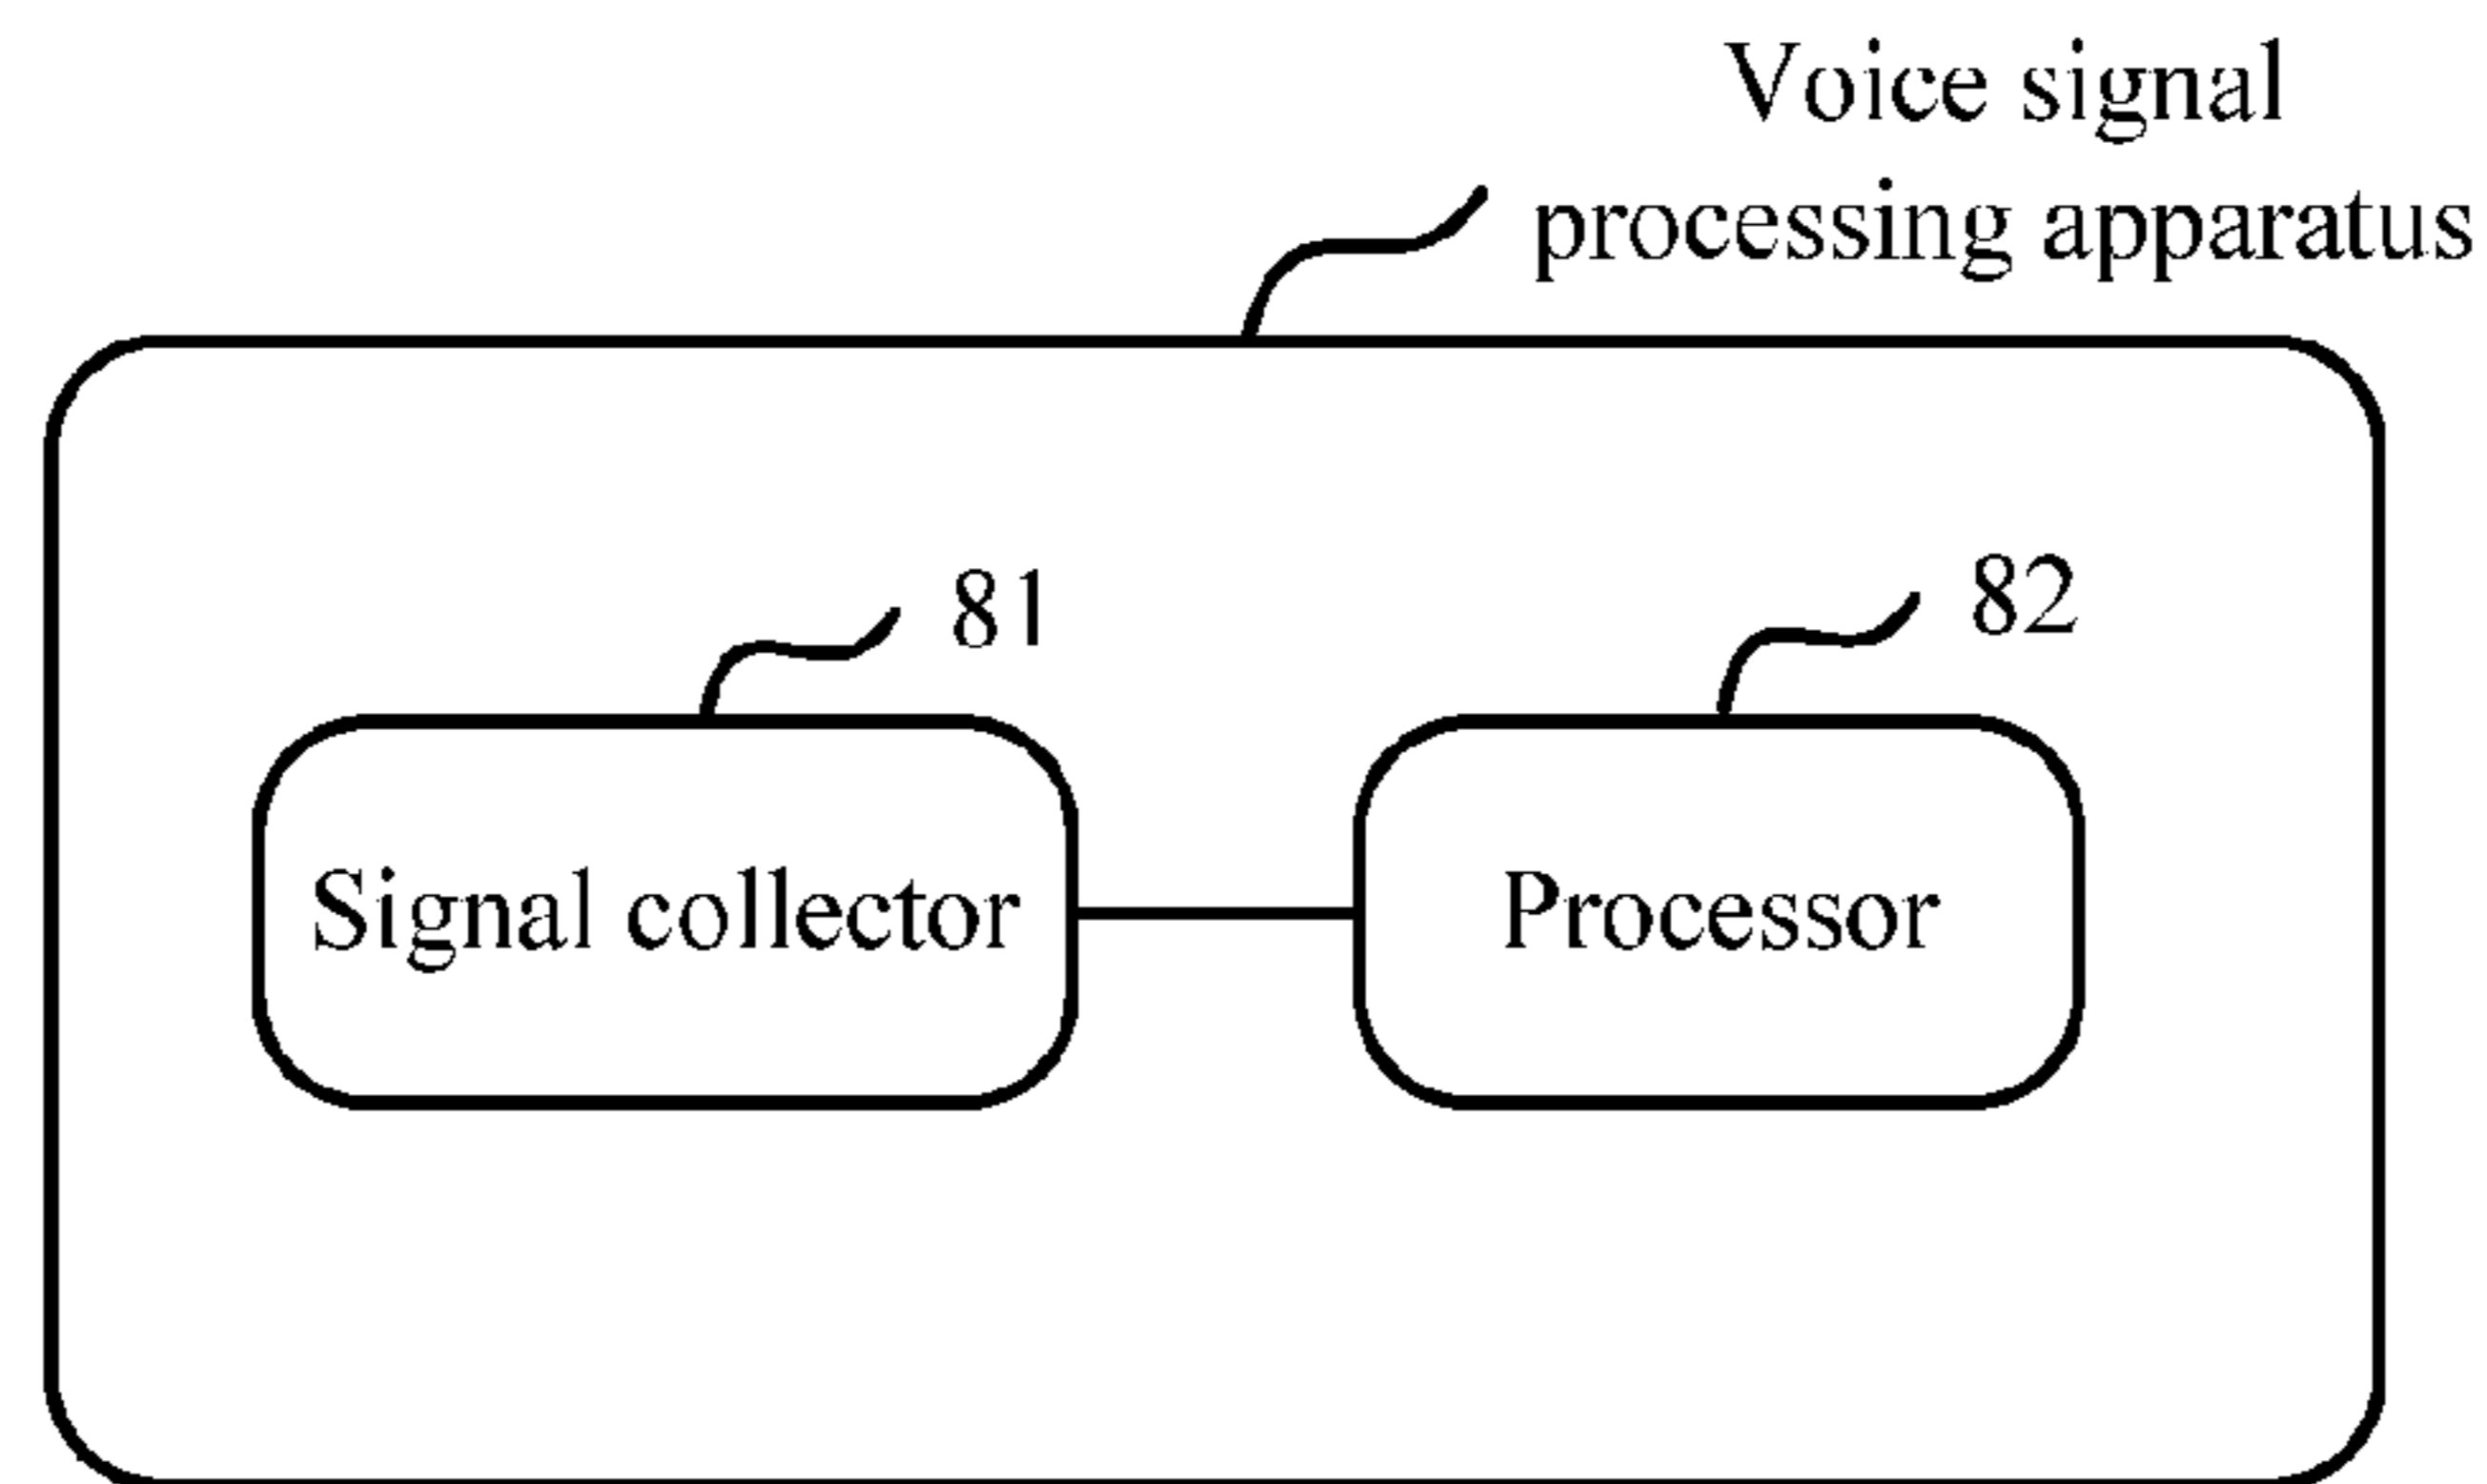 Voice signal
processing apparatus
81
82
Signal collector
Processor